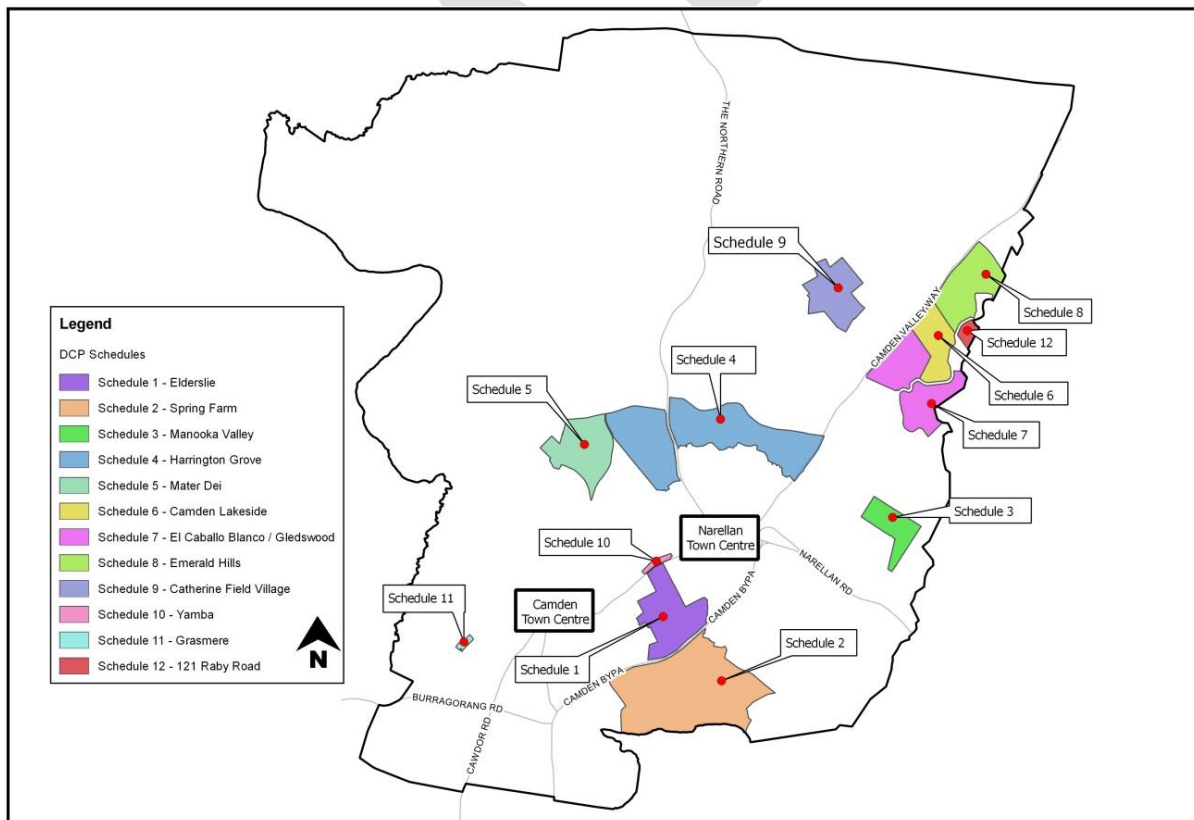 THE NORTHERN ROAD
Schedule 9
CAMDEN VALLEY WAY
Schedule 8
Schedule 12
Schedule 6
Schedule 7
Schedule 4
Schedule 5
Schedule 3
Narellan
Town Centre
NARELLAN RD
Schedule 10
Camden
Town Centre
CAMDEN BYPA
Schedule 11
Schedule 1
Schedule 2
CAMDEN BYPA
BURRAGORANG RD
CAWDOR RD
Legend
DCP Schedules
Schedule 1 - Elderslie
Schedule 2 - Spring Farm
Schedule 3 - Manooka Valley
Schedule 4 - Harrington Grove
Schedule 5 - Mater Dei
Schedule 6 - Camden Lakeside
Schedule 7 - El Caballo Blanco / Gledswood
Schedule 8 - Emerald Hills
Schedule 9 - Catherine Field Village
Schedule 10 - Yamba
Schedule 11 - Grasmere
Schedule 12 - 121 Raby Road
N